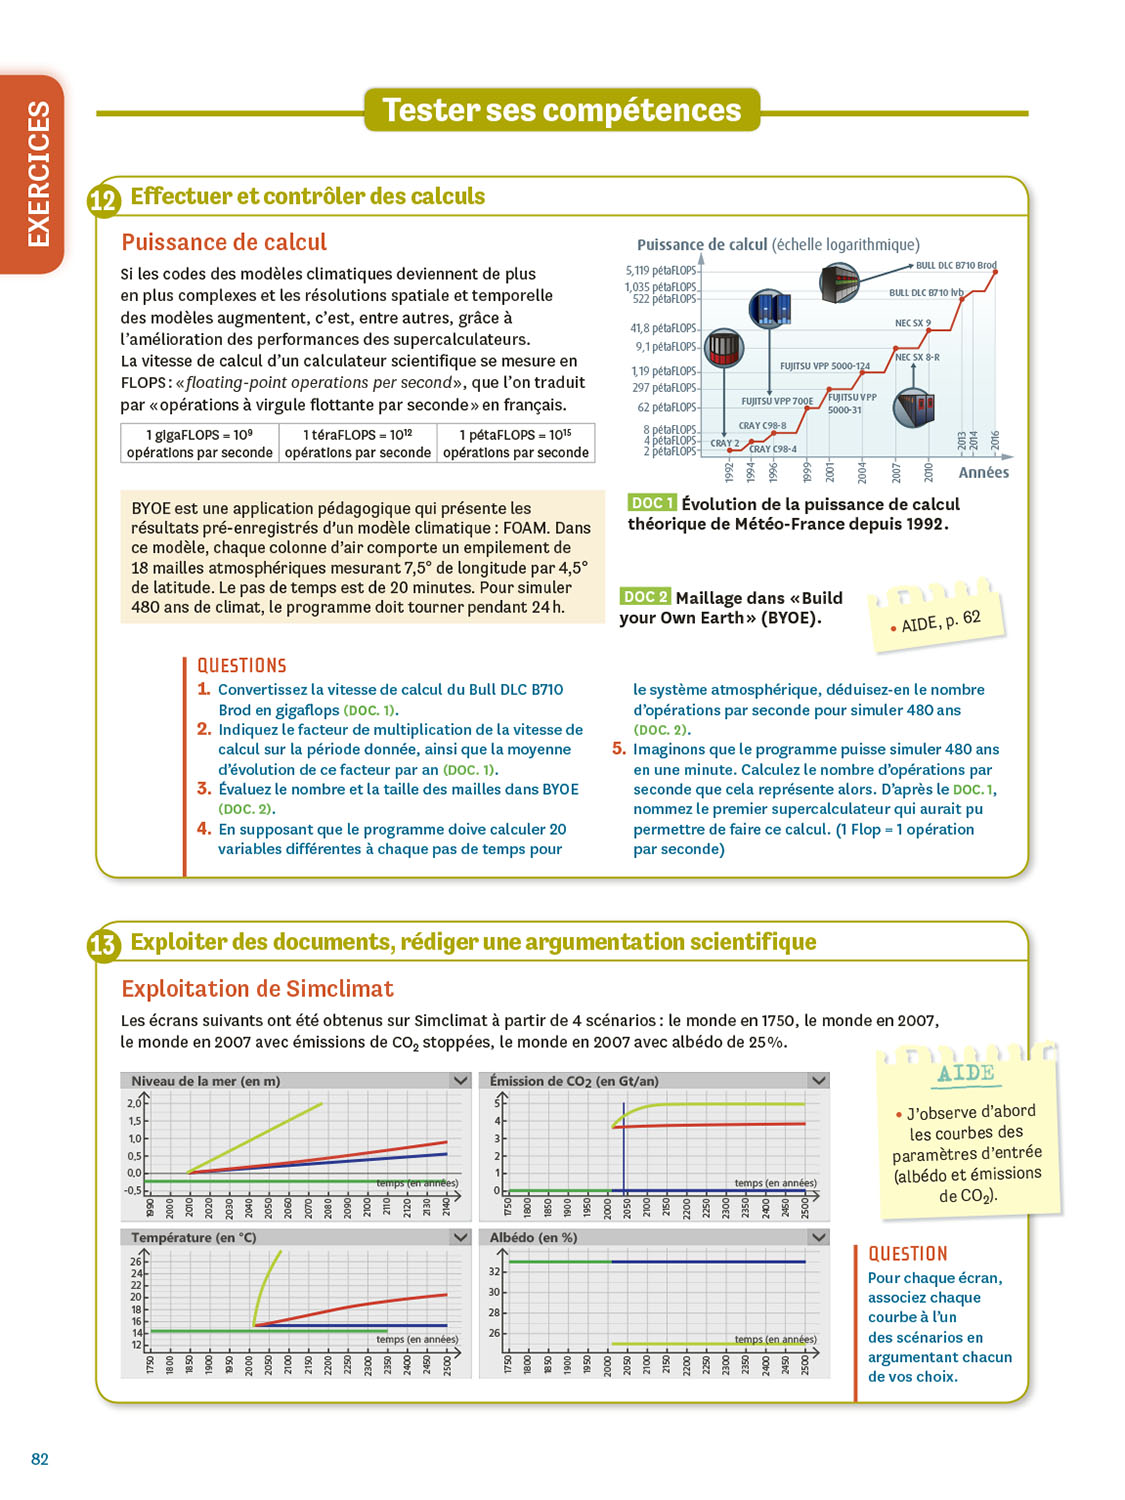 EXERCICES
Tester ses compétences
12 Effectuer et contrôler des calculs
Puissance de calcul
Si les codes des modèles climatiques deviennent de plus
en plus complexes et les résolutions spatiale et temporelle
des modèles augmentent, c'est, entre autres, grâce à
l'amélioration des performances des supercalculateurs.
La vitesse de calcul d'un calculateur scientifique se mesure en
FLOPS : «floating-point operations per second», que l'on traduit
par «opérations à virgule flottante par seconde» en français.
1 gigaFLOPS = 10⁹
opérations par seconde
1 téraFLOPS = 10¹²
opérations par seconde
1 pétaFLOPS = 10¹⁵
opérations par seconde
BYOE est une application pédagogique qui présente les
résultats pré-enregistrés d'un modèle climatique : FOAM. Dans
ce modèle, chaque colonne d'air comporte un empilement de
18 mailles atmosphériques mesurant 7,5° de longitude par 4,5°
de latitude. Le pas de temps est de 20 minutes. Pour simuler
480 ans de climat, le programme doit tourner pendant 24 h.
Puissance de calcul (échelle logarithmique)
5,119 pétaFLOPS
1,035 pétaFLOPS
522 pétaFLOPS
41,8 pétaFLOPS
9,1 pétaFLOPS
1,19 pétaFLOPS
297 pétaFLOPS
62 pétaFLOPS
8 pétaFLOPS
4 pétaFLOPS
2 pétaFLOPS
BULL DLC B710 Brod
BULL DLC B710 lvb
NEC SX 9
NEC SX 8-R
FUJITSU VPP 5000-124
FUJITSU VPP
5000-31
FUJITSU VPP 700E
CRAY C98-8
CRAY C98-4
CRAY 2
1992
1994
1996
1999
2001
2004
2007
2010
2013
2014
2016
Années
DOC 1 Évolution de la puissance de calcul
théorique de Météo-France depuis 1992.
DOC 2 Maillage dans «Build
your Own Earth» (BYOE).
• AIDE, p. 62
QUESTIONS
1. Convertissez la vitesse de calcul du Bull DLC B710
Brod en gigaflops (DOC. 1).
2. Indiquez le facteur de multiplication de la vitesse de
calcul sur la période donnée, ainsi que la moyenne
d'évolution de ce facteur par an (DOC. 1).
3. Évaluez le nombre et la taille des mailles dans BYOE
(DOC. 2).
4. En supposant que le programme doive calculer 20
variables différentes à chaque pas de temps pour
le système atmosphérique, déduisez-en le nombre
d'opérations par seconde pour simuler 480 ans
(DOC. 2).
5. Imaginons que le programme puisse simuler 480 ans
en une minute. Calculez le nombre d'opérations par
seconde que cela représente alors. D'après le DOC. 1,
nommez le premier supercalculateur qui aurait pu
permettre de faire ce calcul. (1 Flop = 1 opération
par seconde)
13 Exploiter des documents, rédiger une argumentation scientifique
Exploitation de Simclimat
Les écrans suivants ont été obtenus sur Simclimat à partir de 4 scénarios : le monde en 1750, le monde en 2007,
le monde en 2007 avec émissions de CO₂ stoppées, le monde en 2007 avec albédo de 25 %.
Niveau de la mer (en m)
2,0
1,5
1,0
0,5
0,0
-0,5
temps (en années)
1990 2000 2010 2020 2030 2040 2050 2060 2070 2080 2090 2100 2110 2120 2130 2140
Émission de CO2 (en Gt/an)
5
4
3
2
1
0
temps (en années)
1750 1800 1850 1900 1950 2000 2050 2100 2150 2200 2250 2300 2350 2400 2450 2500
Température (en °C)
26
24
22
20
18
16
14
12
temps (en années)
1750 1800 1850 1900 1950 2000 2050 2100 2150 2200 2250 2300 2350 2400 2450 2500
Albédo (en %)
32
30
28
26
temps (en années)
1750 1800 1850 1900 1950 2000 2050 2100 2150 2200 2250 2300 2350 2400 2450 2500
AIDE
• J'observe d'abord
les courbes des
paramètres d'entrée
(albédo et émissions
de CO₂).
QUESTION
Pour chaque écran,
associez chaque
courbe à l'un
des scénarios en
argumentant chacun
de vos choix.
82